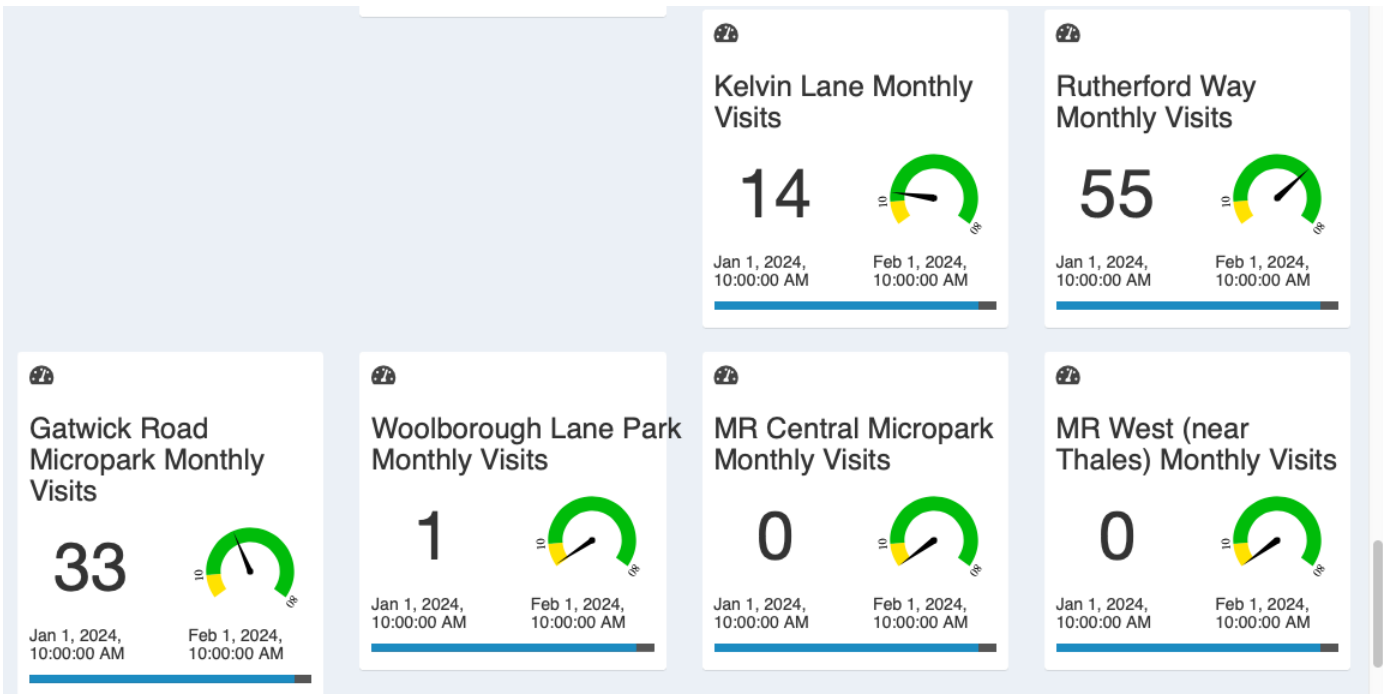 Kelvin Lane Monthly
Visits
14
10
80
Jan 1, 2024,
10:00:00 AM
Feb 1, 2024,
10:00:00 AM
Rutherford Way
Monthly Visits
55
10
80
Jan 1, 2024,
10:00:00 AM
Feb 1, 2024,
10:00:00 AM
Gatwick Road
Micropark Monthly
Visits
33
10
80
Jan 1, 2024,
10:00:00 AM
Feb 1, 2024,
10:00:00 AM
Woolborough Lane Park
Monthly Visits
1
10
80
Jan 1, 2024,
10:00:00 AM
Feb 1, 2024,
10:00:00 AM
MR Central Micropark
Monthly Visits
0
10
80
Jan 1, 2024,
10:00:00 AM
Feb 1, 2024,
10:00:00 AM
MR West (near
Thales) Monthly Visits
0
10
80
Jan 1, 2024,
10:00:00 AM
Feb 1, 2024,
10:00:00 AM